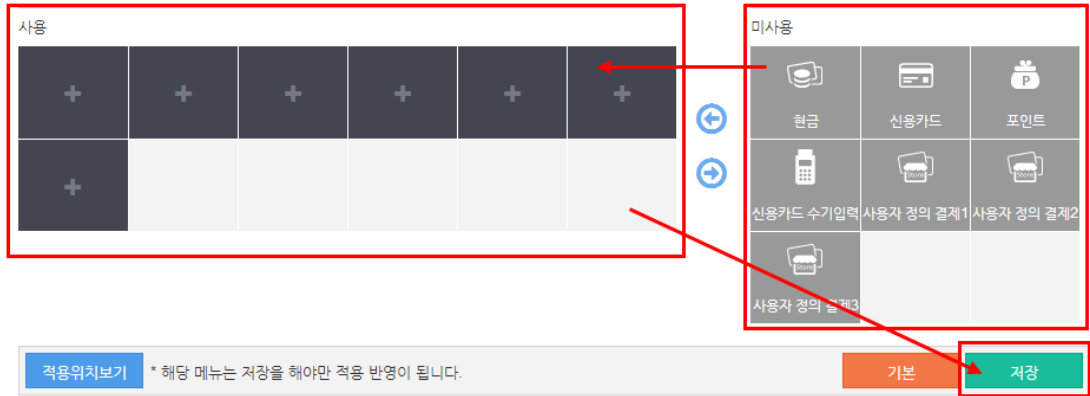 사용
미사용
현금
신용카드
P
포인트
신용카드 수기입력
Store
사용자 정의 결제1
Store
사용자 정의 결제2
Store
사용자 정의 결제3
적용위치보기
* 해당 메뉴는 저장을 해야만 적용 반영이 됩니다.
기본
저장